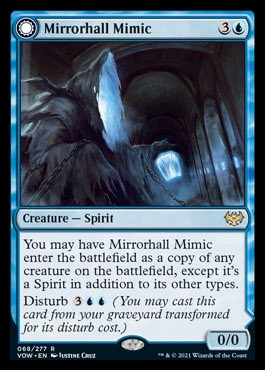 Mirrorhall Mimic 3
Creature — Spirit
You may have Mirrorhall Mimic
enter the battlefield as a copy of any
creature on the battlefield, except it's
a Spirit in addition to its other types.
Disturb 3 (You may cast this
card from your graveyard transformed
for its disturb cost.)
0/0
068/277 R
VOW • EN JUSTINE CRUZ
™ & © 2021 Wizards of the Coast